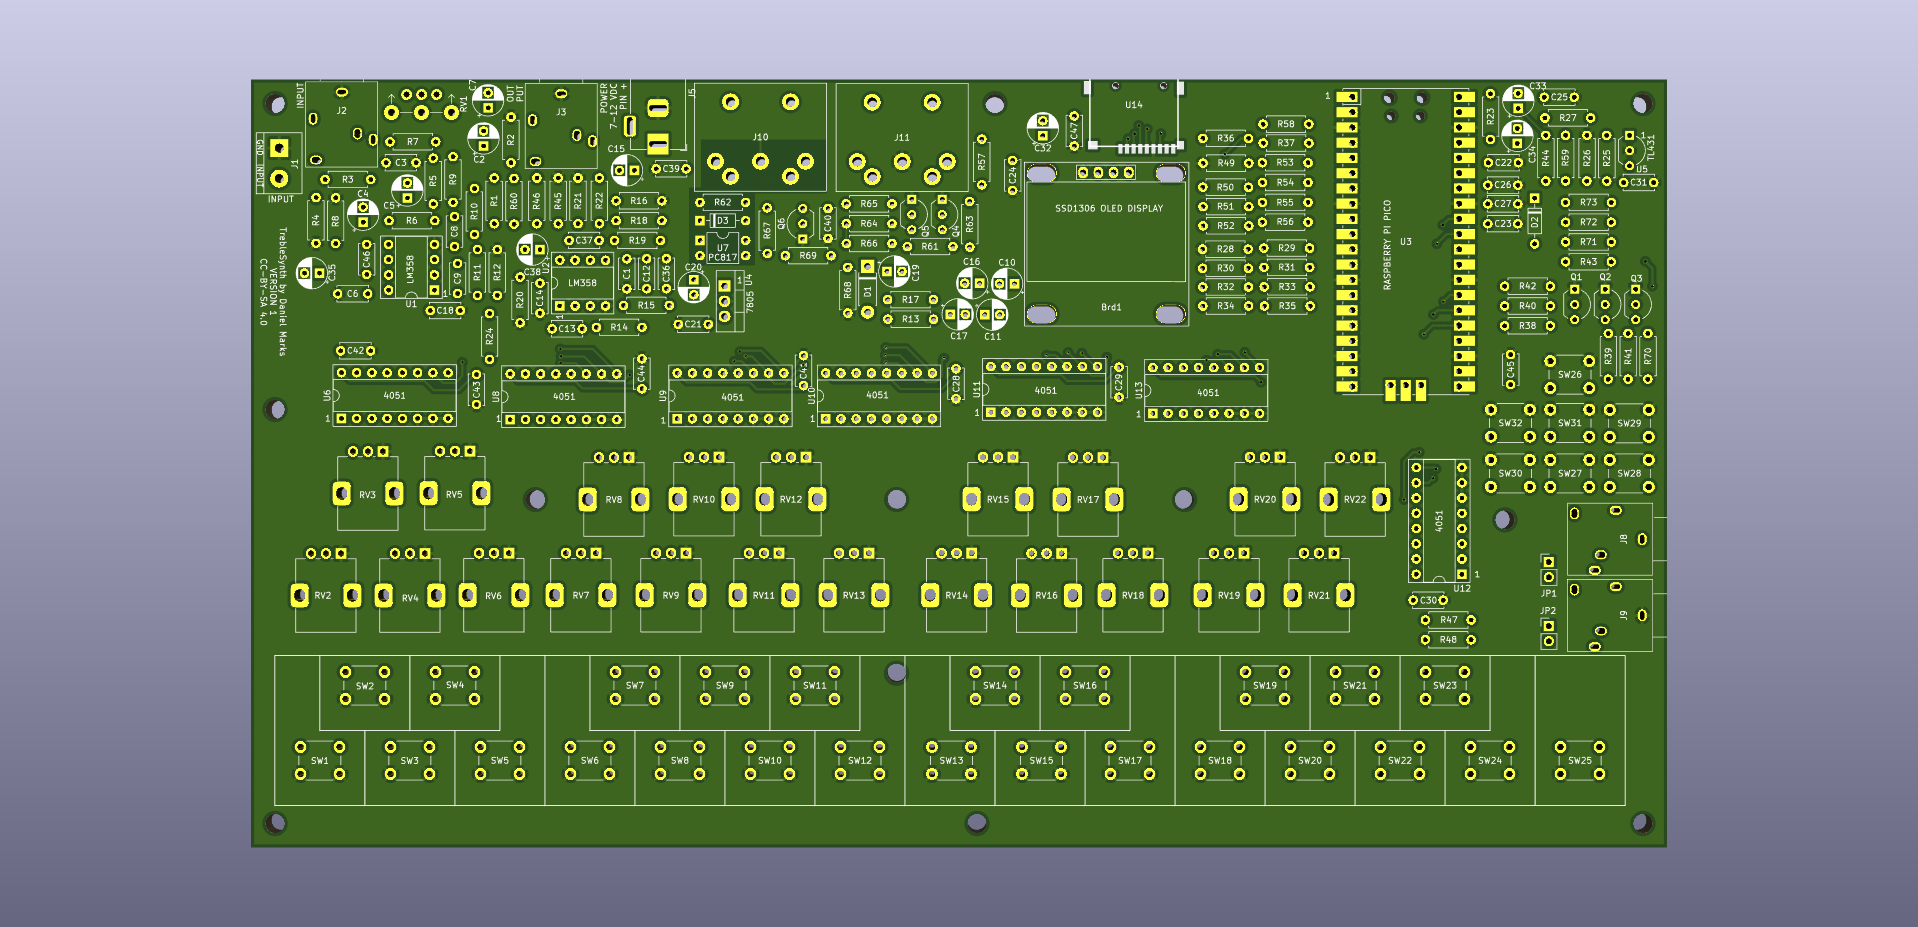 INPUT
J2
RV1
C7
OUT
PUT
J3
POWER
7-12 VDC
PIN +
J5
J10
J11
U14
1
C33
C25
R27
R23
C34
R44
R59
R26
R25
1
TL431
U5
C31
GND INPUT
J1
INPUT
R7
C3
C2
R2
C15
C39
C32
C47
R57
C24
R58
R36
R37
R49
R53
R50
R54
R51
R55
R52
R56
R28
R29
R30
R31
R32
R33
R34
R35
C22
C26
C27
C23
D2
R73
R72
R71
R43
R3
R4
R8
C4
C5
R5
R9
R6
C8
R10
R1
R60
R46
R45
R21
R22
R16
R18
R19
R62
D3
U7
PC817
R67
Q6
C40
R69
R65
R64
R66
Q5
Q4
R61
R63
SSD1306 OLED DISPLAY
Brd1
RASPBERRY PI PICO
U3
TrebleSynth by Daniel Marks
VERSION 1
CC-BY-SA 4.0
C35
C46
C6
LM358
U1
1
C9
C18
R11
R12
C38
U2
R20
C14
LM358
1
C37
C1
C12
C36
R15
C13
R14
R24
C20
C21
U4
7805
1
R68
D1
C19
R17
R13
C16
C10
C17
C11
R42
R40
R38
Q1
Q2
Q3
R39
R41
R70
C45
C42
U6
4051
1
C43
U8
4051
1
C44
U9
4051
1
C41
U10
4051
1
C28
U11
4051
1
C29
U13
4051
1
SW26
SW32
SW31
SW29
SW30
SW27
SW28
RV3
RV5
RV8
RV10
RV12
RV15
RV17
RV20
RV22
4051
1
U12
J8
J9
JP1
JP2
C30
R47
R48
RV2
RV4
RV6
RV7
RV9
RV11
RV13
RV14
RV16
RV18
RV19
RV21
SW2
SW4
SW7
SW9
SW11
SW14
SW16
SW19
SW21
SW23
SW1
SW3
SW5
SW6
SW8
SW10
SW12
SW13
SW15
SW17
SW18
SW20
SW22
SW24
SW25